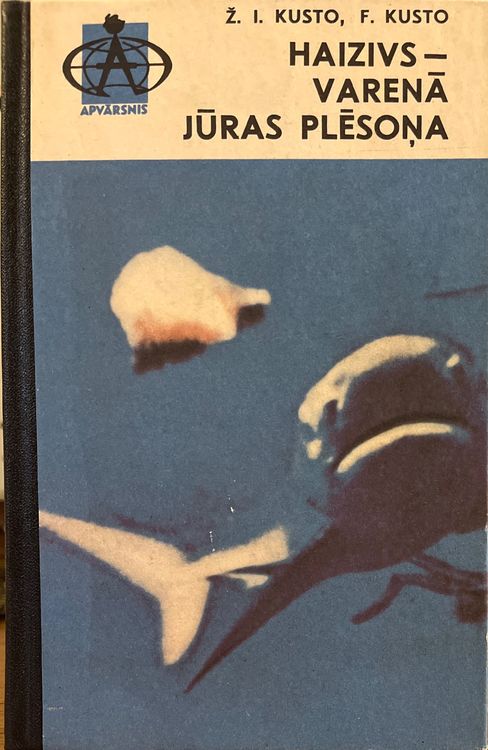 Ž. I. KUSTO, F. KUSTO
HAIZIVS –
VARENĀ
JŪRAS PLĒSOŅA
APVĀRSNIS